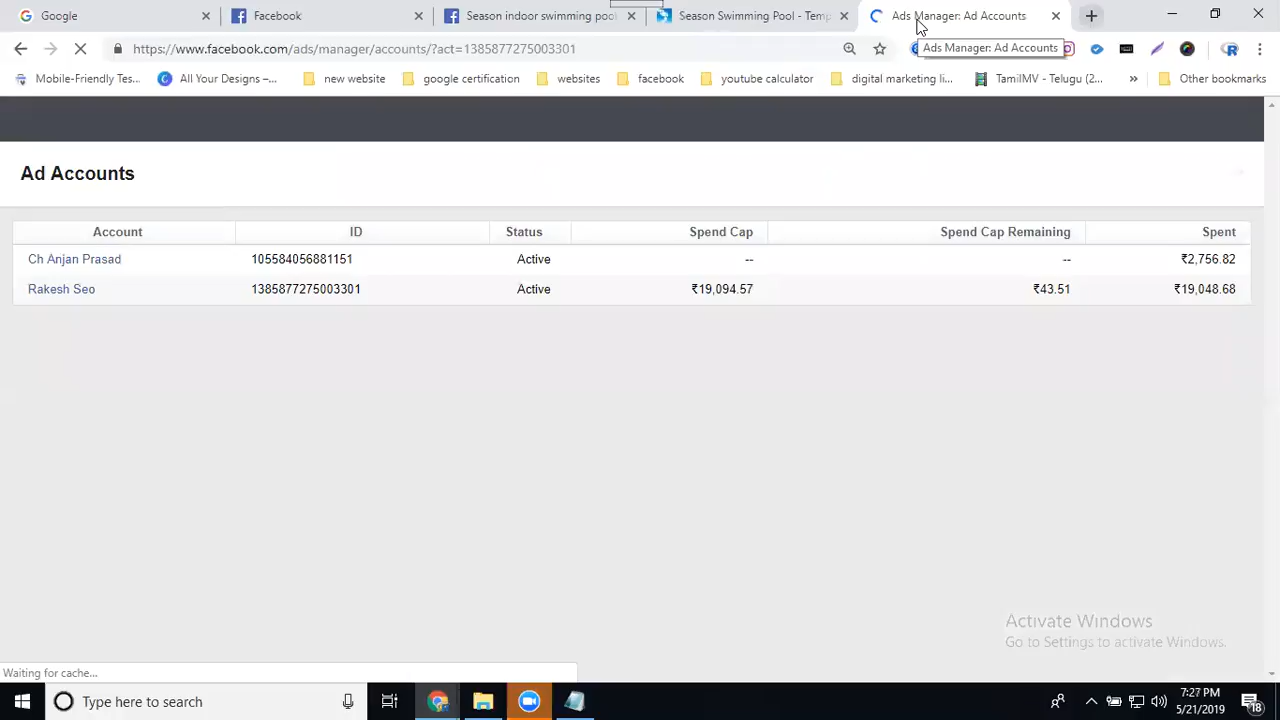 Google
Facebook
Season indoor swimming pool
Season Swimming Pool - Temp
Ads Manager: Ad Accounts
https://www.facebook.com/ads/manager/accounts/?act=1385877275003301
Ads Manager: Ad Accounts
Mobile-Friendly Tes...
All Your Designs –...
new website
google certification
websites
facebook
youtube calculator
digital marketing li...
TamilMV - Telugu (2...
»
Other bookmarks
Ad Accounts
Account ID Status Spend Cap Spend Cap Remaining Spent
Ch Anjan Prasad 105584056881151 Active -- -- ₹2,756.82
Rakesh Seo 1385877275003301 Active ₹19,094.57 ₹43.51 ₹19,048.68
Activate Windows
Go to Settings to activate Windows.
Waiting for cache...
Type here to search
7:27 PM
5/21/2019
18